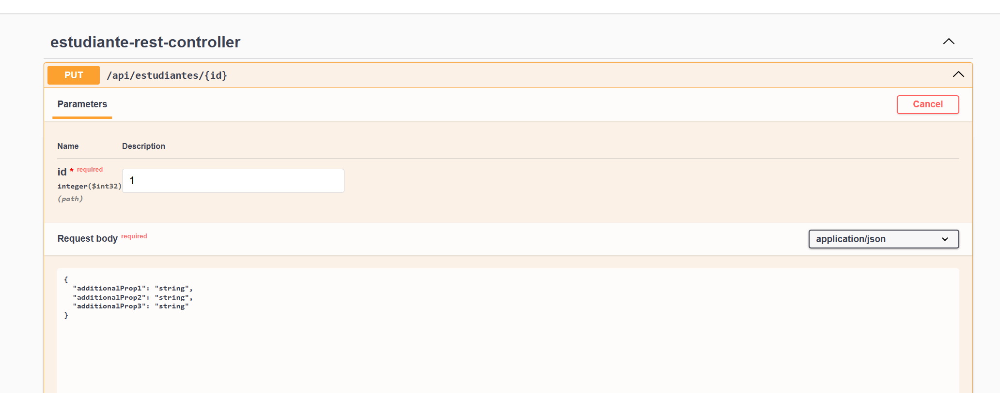 estudiante-rest-controller
PUT /api/estudiantes/{id}
Parameters
Cancel
Name Description
id * required
integer($int32)
(path)
1
Request body required
application/json
{
  "additionalProp1": "string",
  "additionalProp2": "string",
  "additionalProp3": "string"
}